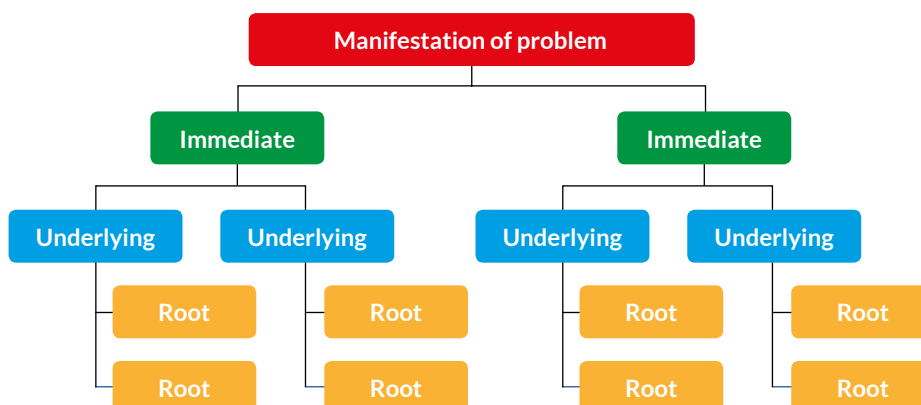 Manifestation of problem
Immediate Immediate
Underlying Underlying Underlying Underlying
Root Root Root Root
Root Root Root Root